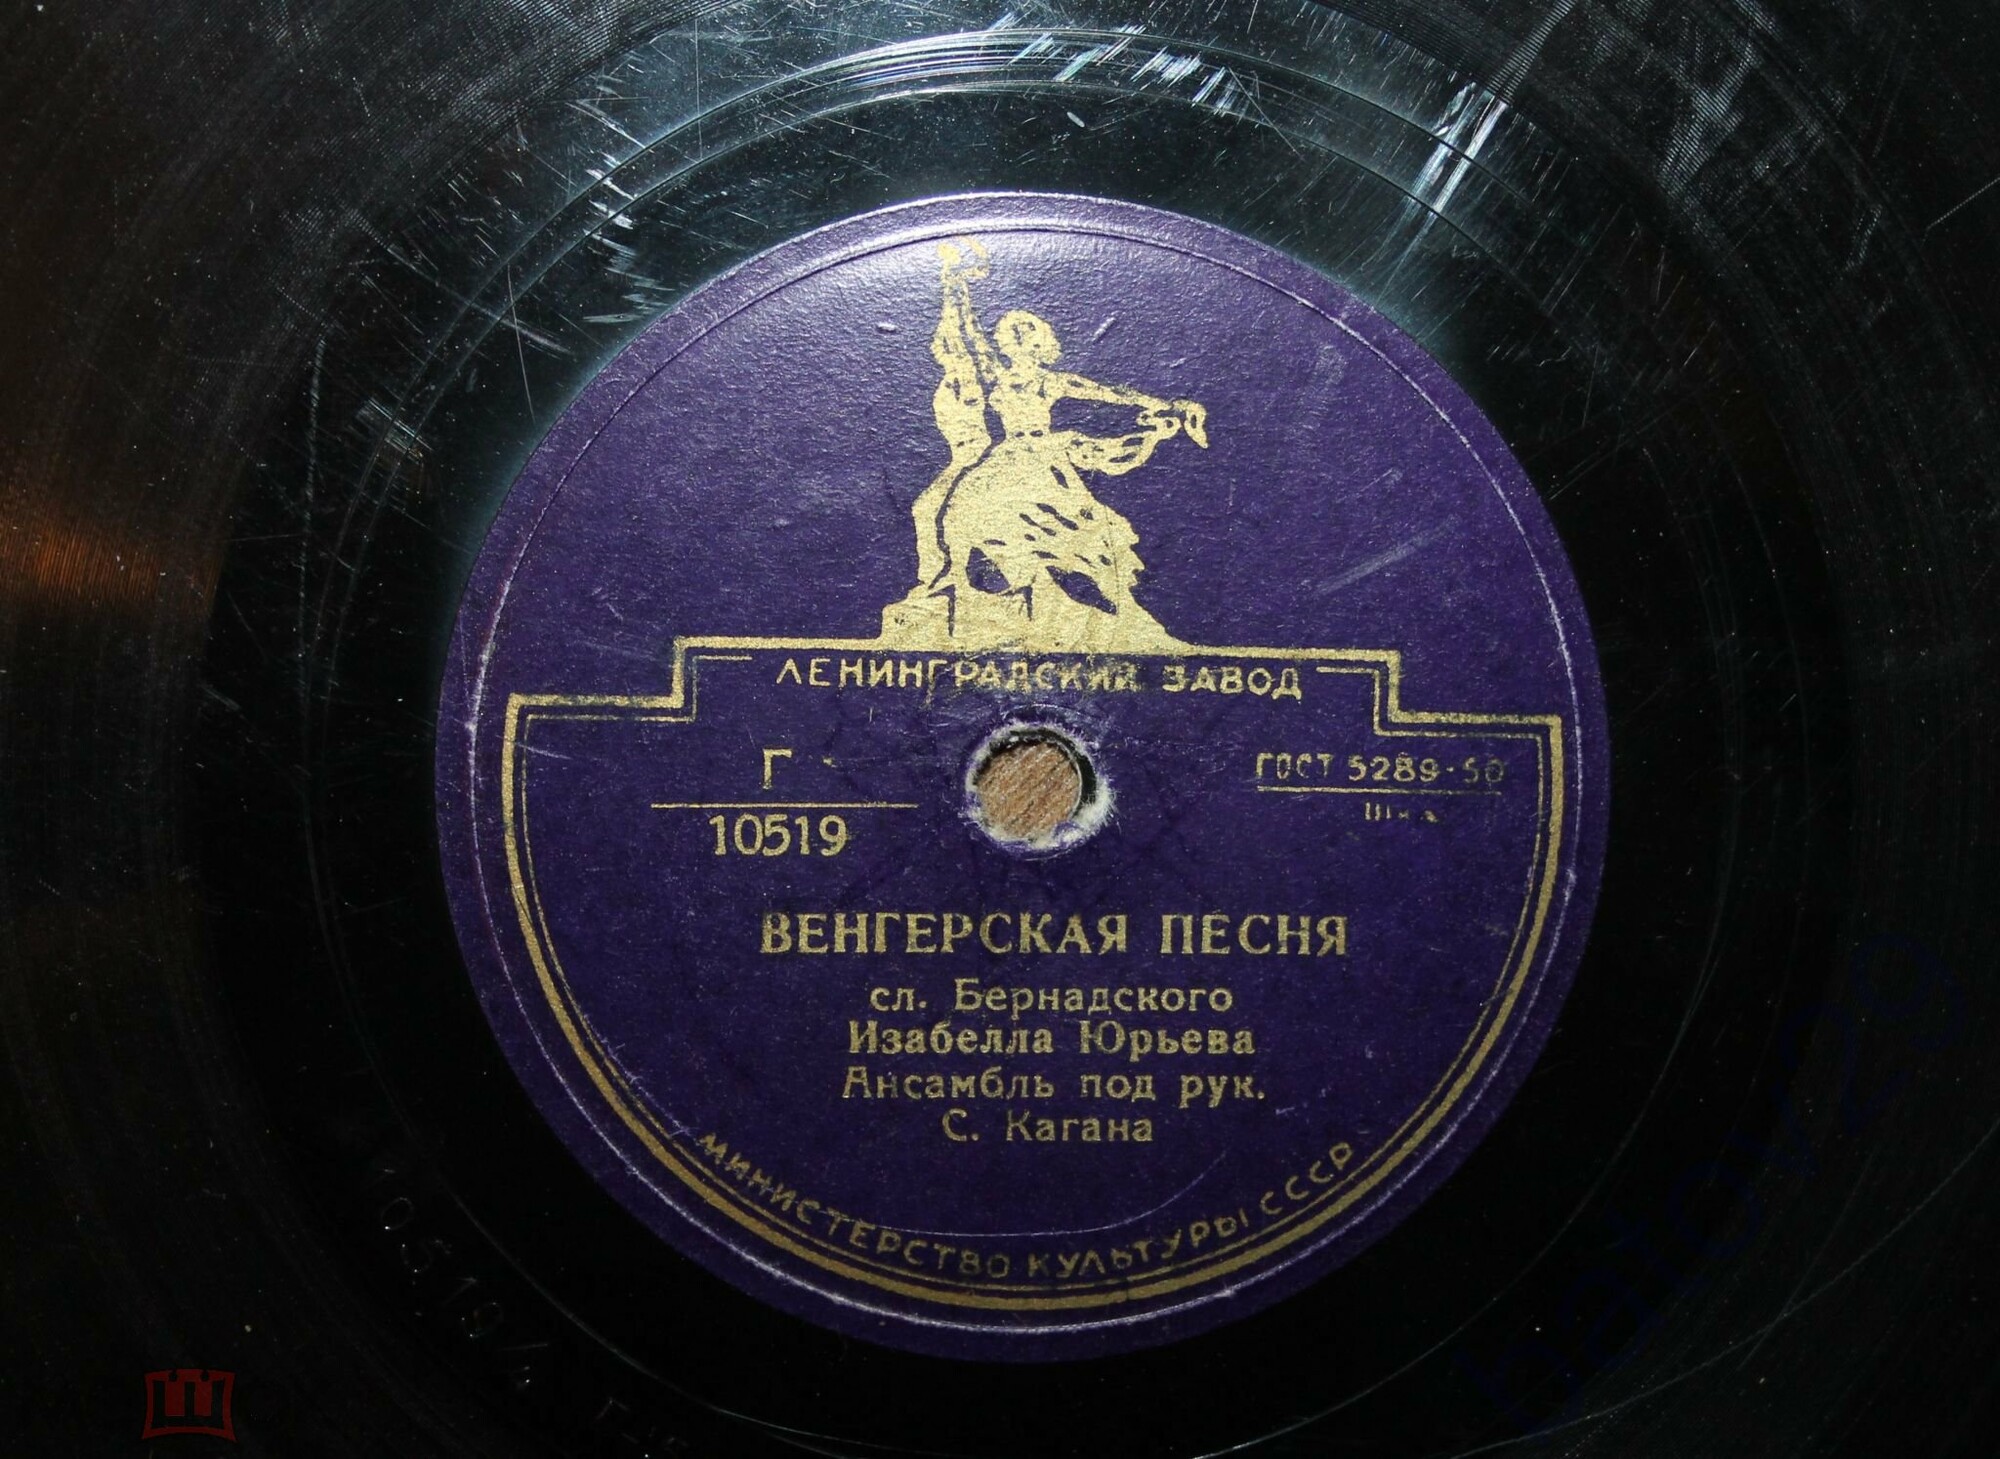 ЛЕНИНГРАДСКИЙ ЗАВОД
Г
10519
ГОСТ 5289-50
ВЕНГЕРСКАЯ ПЕСНЯ
сл. Бернадского
Изабелла Юрьева
Ансамбль под рук.
С. Кагана
МИНИСТЕРСТВО КУЛЬТУРЫ СССР